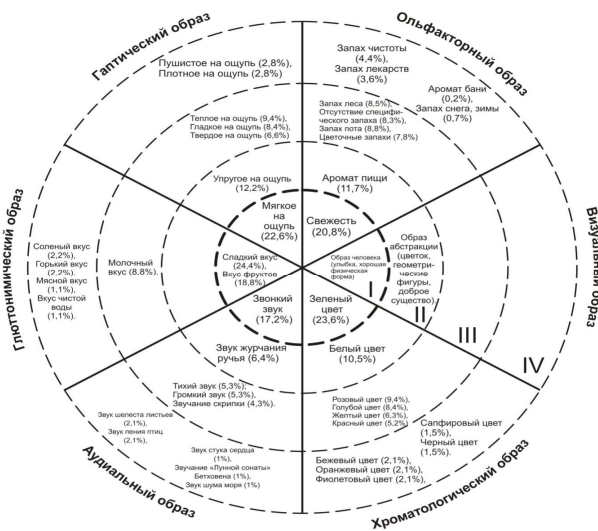 Гаптический образ
Пушистое на ощупь (2,8%),
Плотное на ощупь (2,8%)
Теплое на ощупь (9,4%),
Гладкое на ощупь (8,4%),
Твердое на ощупь (6,6%)
Упругое на ощупь
(12,2%)
Мягкое
на
ощупь
(22,6%)
Ольфакторный образ
Запах чистоты
(4,4%),
Запах лекарств
(3,6%)
Аромат бани
(0,2%),
Запах снега, зимы
(0,7%)
Запах леса (8,5%),
Отсутствие специфи-
ческого запаха (8,3%),
Запах пота (8,8%),
Цветочные запахи (7,8%)
Аромат пищи
(11,7%)
Свежесть
(20,8%)
Визуальный образ
Образ
абстракции
(цветок,
геометри-
ческие
фигуры,
доброе
существо),
Образ человека
(улыбка, хорошая
физическая
форма)
I
II
III
IV
Глюттонимический образ
Соленый вкус
(2,2%),
Горький вкус
(2,2%),
Мясной вкус
(1,1%),
Вкус чистой
воды
(1,1%).
Молочный
вкус (8,8%).
Сладкий вкус
(24,4%),
Вкус фруктов
(18,8%)
Аудиальный образ
Звонкий
звук
(17,2%)
Звук журчания
ручья (6,4%)
Тихий звук (5,3%),
Громкий звук (5,3%),
Звучание скрипки (4,3%).
Звук шелеста листьев
(2,1%),
Звук пения птиц
(2,1%),
Звук стука сердца
(1%),
Звучание «Лунной сонаты»
Бетховена (1%),
Звук шума моря (1%)
Хроматологический образ
Зеленый
цвет
(23,6%)
Белый цвет
(10,5%)
Розовый цвет (9,4%)
Голубой цвет (8,4%)
Желтый цвет (6,3%)
Красный цвет (5,2%)
Сапфировый цвет
(1,5%),
Черный цвет
(1,5%).
Бежевый цвет (2,1%),
Оранжевый цвет (2,1%),
Фиолетовый цвет (2,1%),